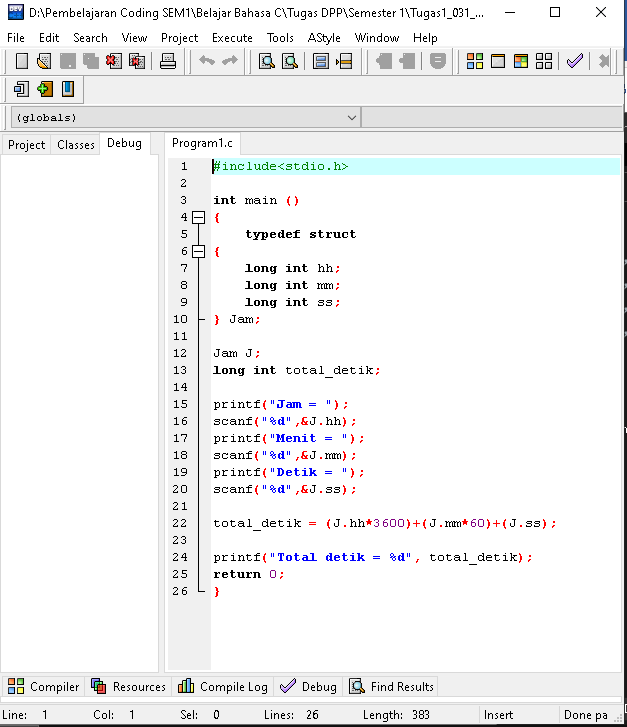 D:\Pembelajaran Coding SEM1\Belajar Bahasa C\Tugas DPP\Semester 1\Tugas1_031_...
File Edit Search View Project Execute Tools AStyle Window Help
(globals)
Project Classes Debug
Program1.c
1 #include<stdio.h>
2
3 int main ()
4 {
5 typedef struct
6 {
7 long int hh;
8 long int mm;
9 long int ss;
10 } Jam;
11
12 Jam J;
13 long int total_detik;
14
15 printf("Jam = ");
16 scanf("%d",&J.hh);
17 printf("Menit = ");
18 scanf("%d",&J.mm);
19 printf("Detik = ");
20 scanf("%d",&J.ss);
21
22 total_detik = (J.hh*3600)+(J.mm*60)+(J.ss);
23
24 printf("Total detik = %d", total_detik);
25 return 0;
26 }
Compiler Resources Compile Log Debug Find Results
Line: 1 Col: 1 Sel: 0 Lines: 26 Length: 383 Insert Done pa